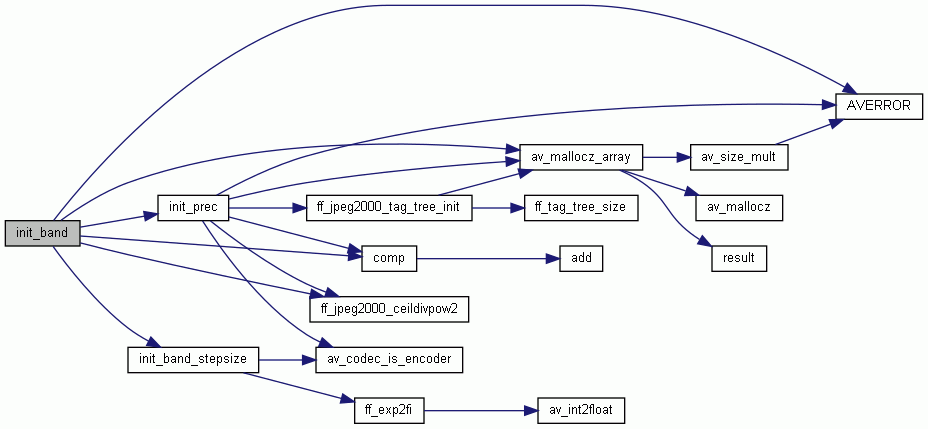 AVERROR
av_mallocz_array
av_size_mult
init_prec
ff_jpeg2000_tag_tree_init
ff_tag_tree_size
av_mallocz
init_band
comp
add
result
ff_jpeg2000_ceildivpow2
init_band_stepsize
av_codec_is_encoder
ff_exp2fi
av_int2float